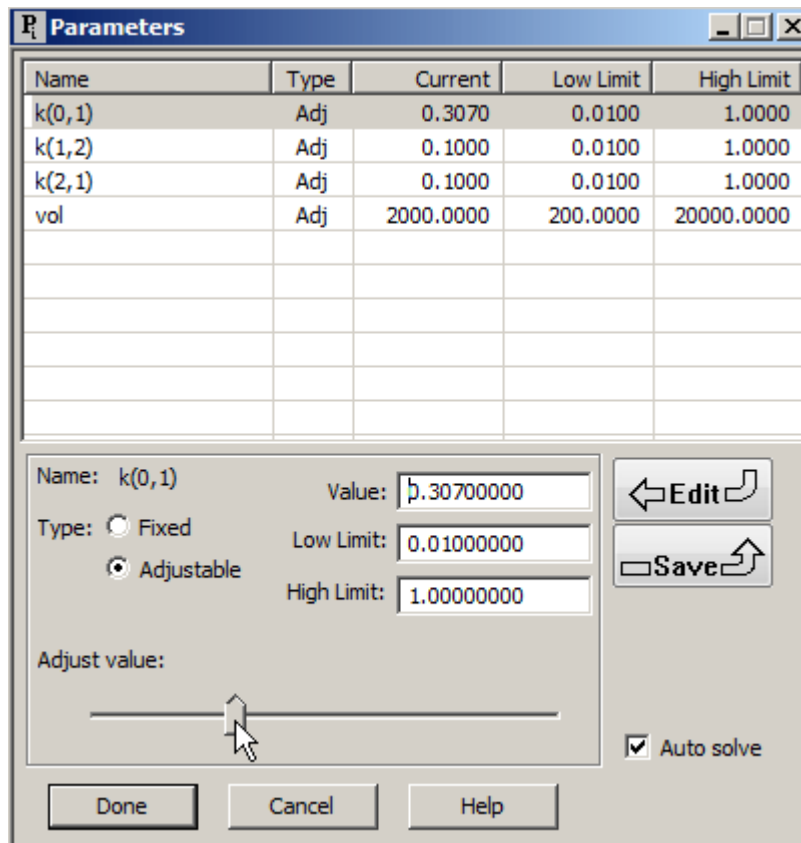 Parameters
Name Type Current Low Limit High Limit
k(0,1) Adj 0.3070 0.0100 1.0000
k(1,2) Adj 0.1000 0.0100 1.0000
k(2,1) Adj 0.1000 0.0100 1.0000
vol Adj 2000.0000 200.0000 20000.0000
Name: k(0,1)
Value: 0.30700000
Edit
Type: Fixed
Low Limit: 0.01000000
Adjustable
Save
High Limit: 1.00000000
Adjust value:
Auto solve
Done Cancel Help